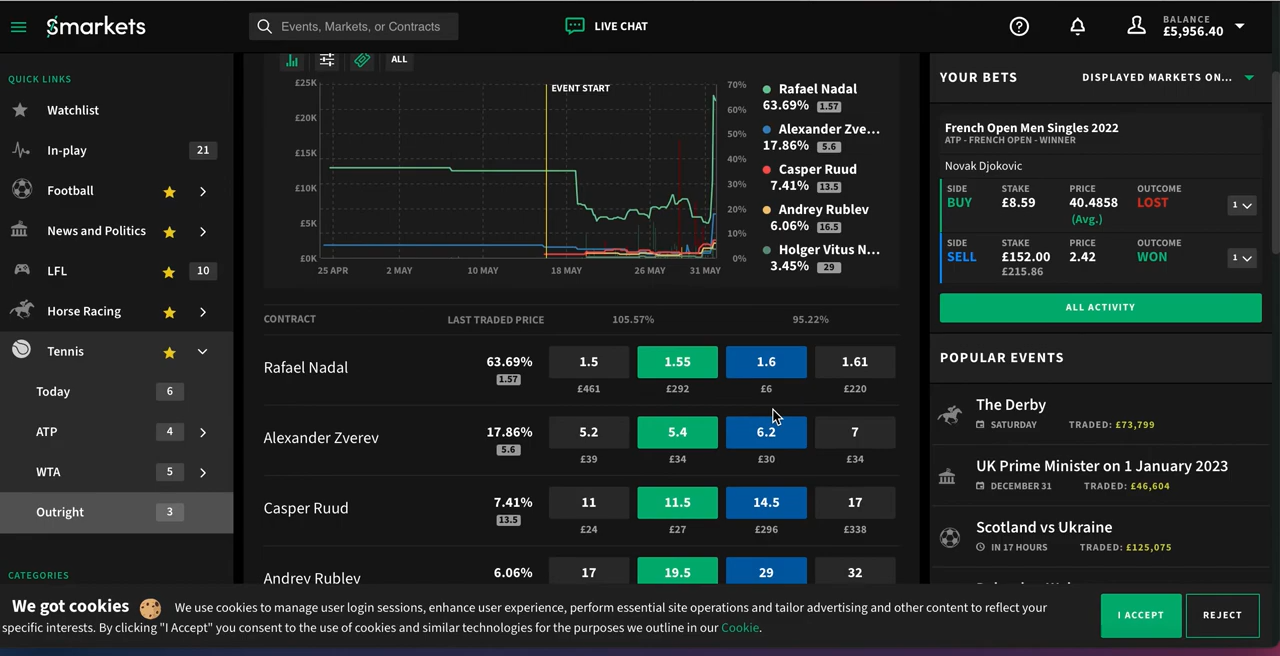 Smarkets
Events, Markets, or Contracts
LIVE CHAT
BALANCE
£5,956.40
QUICK LINKS
Watchlist
In-play 21
Football
News and Politics
LFL 10
Horse Racing
Tennis
Today 6
ATP 4
WTA 5
Outright 3
CATEGORIES
ALL
£25K
£20K
£15K
£10K
£5K
£0K
EVENT START
70%
60%
50%
40%
30%
20%
10%
0%
25 APR 2 MAY 10 MAY 18 MAY 26 MAY 31 MAY
Rafael Nadal
63.69% 1.57
Alexander Zve...
17.86% 5.6
Casper Ruud
7.41% 13.5
Andrey Rublev
6.06% 16.5
Holger Vitus N...
3.45% 29
CONTRACT LAST TRADED PRICE 105.57% 95.22%
Rafael Nadal 63.69% 1.57 1.5 1.55 1.6 1.61
£461 £292 £6 £220
Alexander Zverev 17.86% 5.6 5.2 5.4 6.2 7
£39 £34 £30 £34
Casper Ruud 7.41% 13.5 11 11.5 14.5 17
£24 £27 £296 £338
Andrey Rublev 6.06% 17 19.5 29 32
YOUR BETS DISPLAYED MARKETS ON...
French Open Men Singles 2022
ATP - FRENCH OPEN - WINNER
Novak Djokovic
SIDE STAKE PRICE OUTCOME
BUY £8.59 40.4858 LOST 1
(Avg.)
SIDE STAKE PRICE OUTCOME
SELL £152.00 2.42 WON 1
£215.86
ALL ACTIVITY
POPULAR EVENTS
The Derby
SATURDAY TRADED: £73,799
UK Prime Minister on 1 January 2023
DECEMBER 31 TRADED: £46,604
Scotland vs Ukraine
IN 17 HOURS TRADED: £125,075
We got cookies We use cookies to manage user login sessions, enhance user experience, perform essential site operations and tailor advertising and other content to reflect your
specific interests. By clicking "I Accept" you consent to the use of cookies and similar technologies for the purposes we outline in our Cookie.
I ACCEPT REJECT